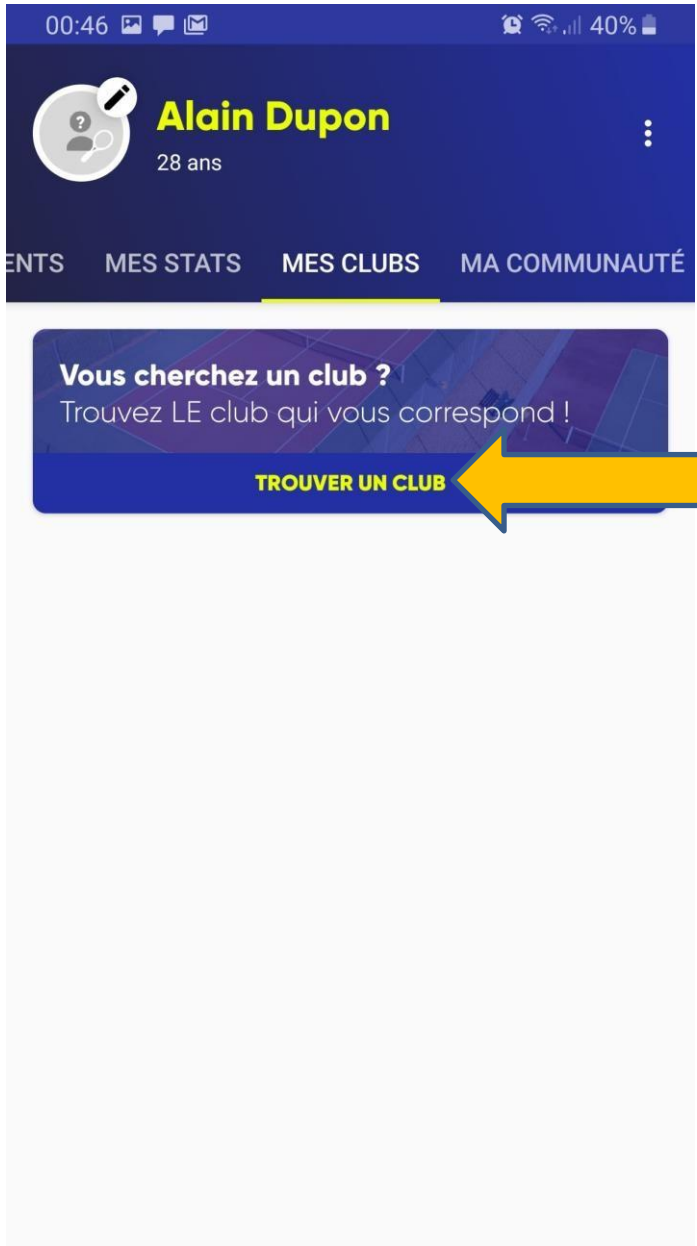 00:46 40%
Alain Dupon
28 ans
ENTS MES STATS MES CLUBS MA COMMUNAUTÉ
Vous cherchez un club ?
Trouvez LE club qui vous correspond !
TROUVER UN CLUB